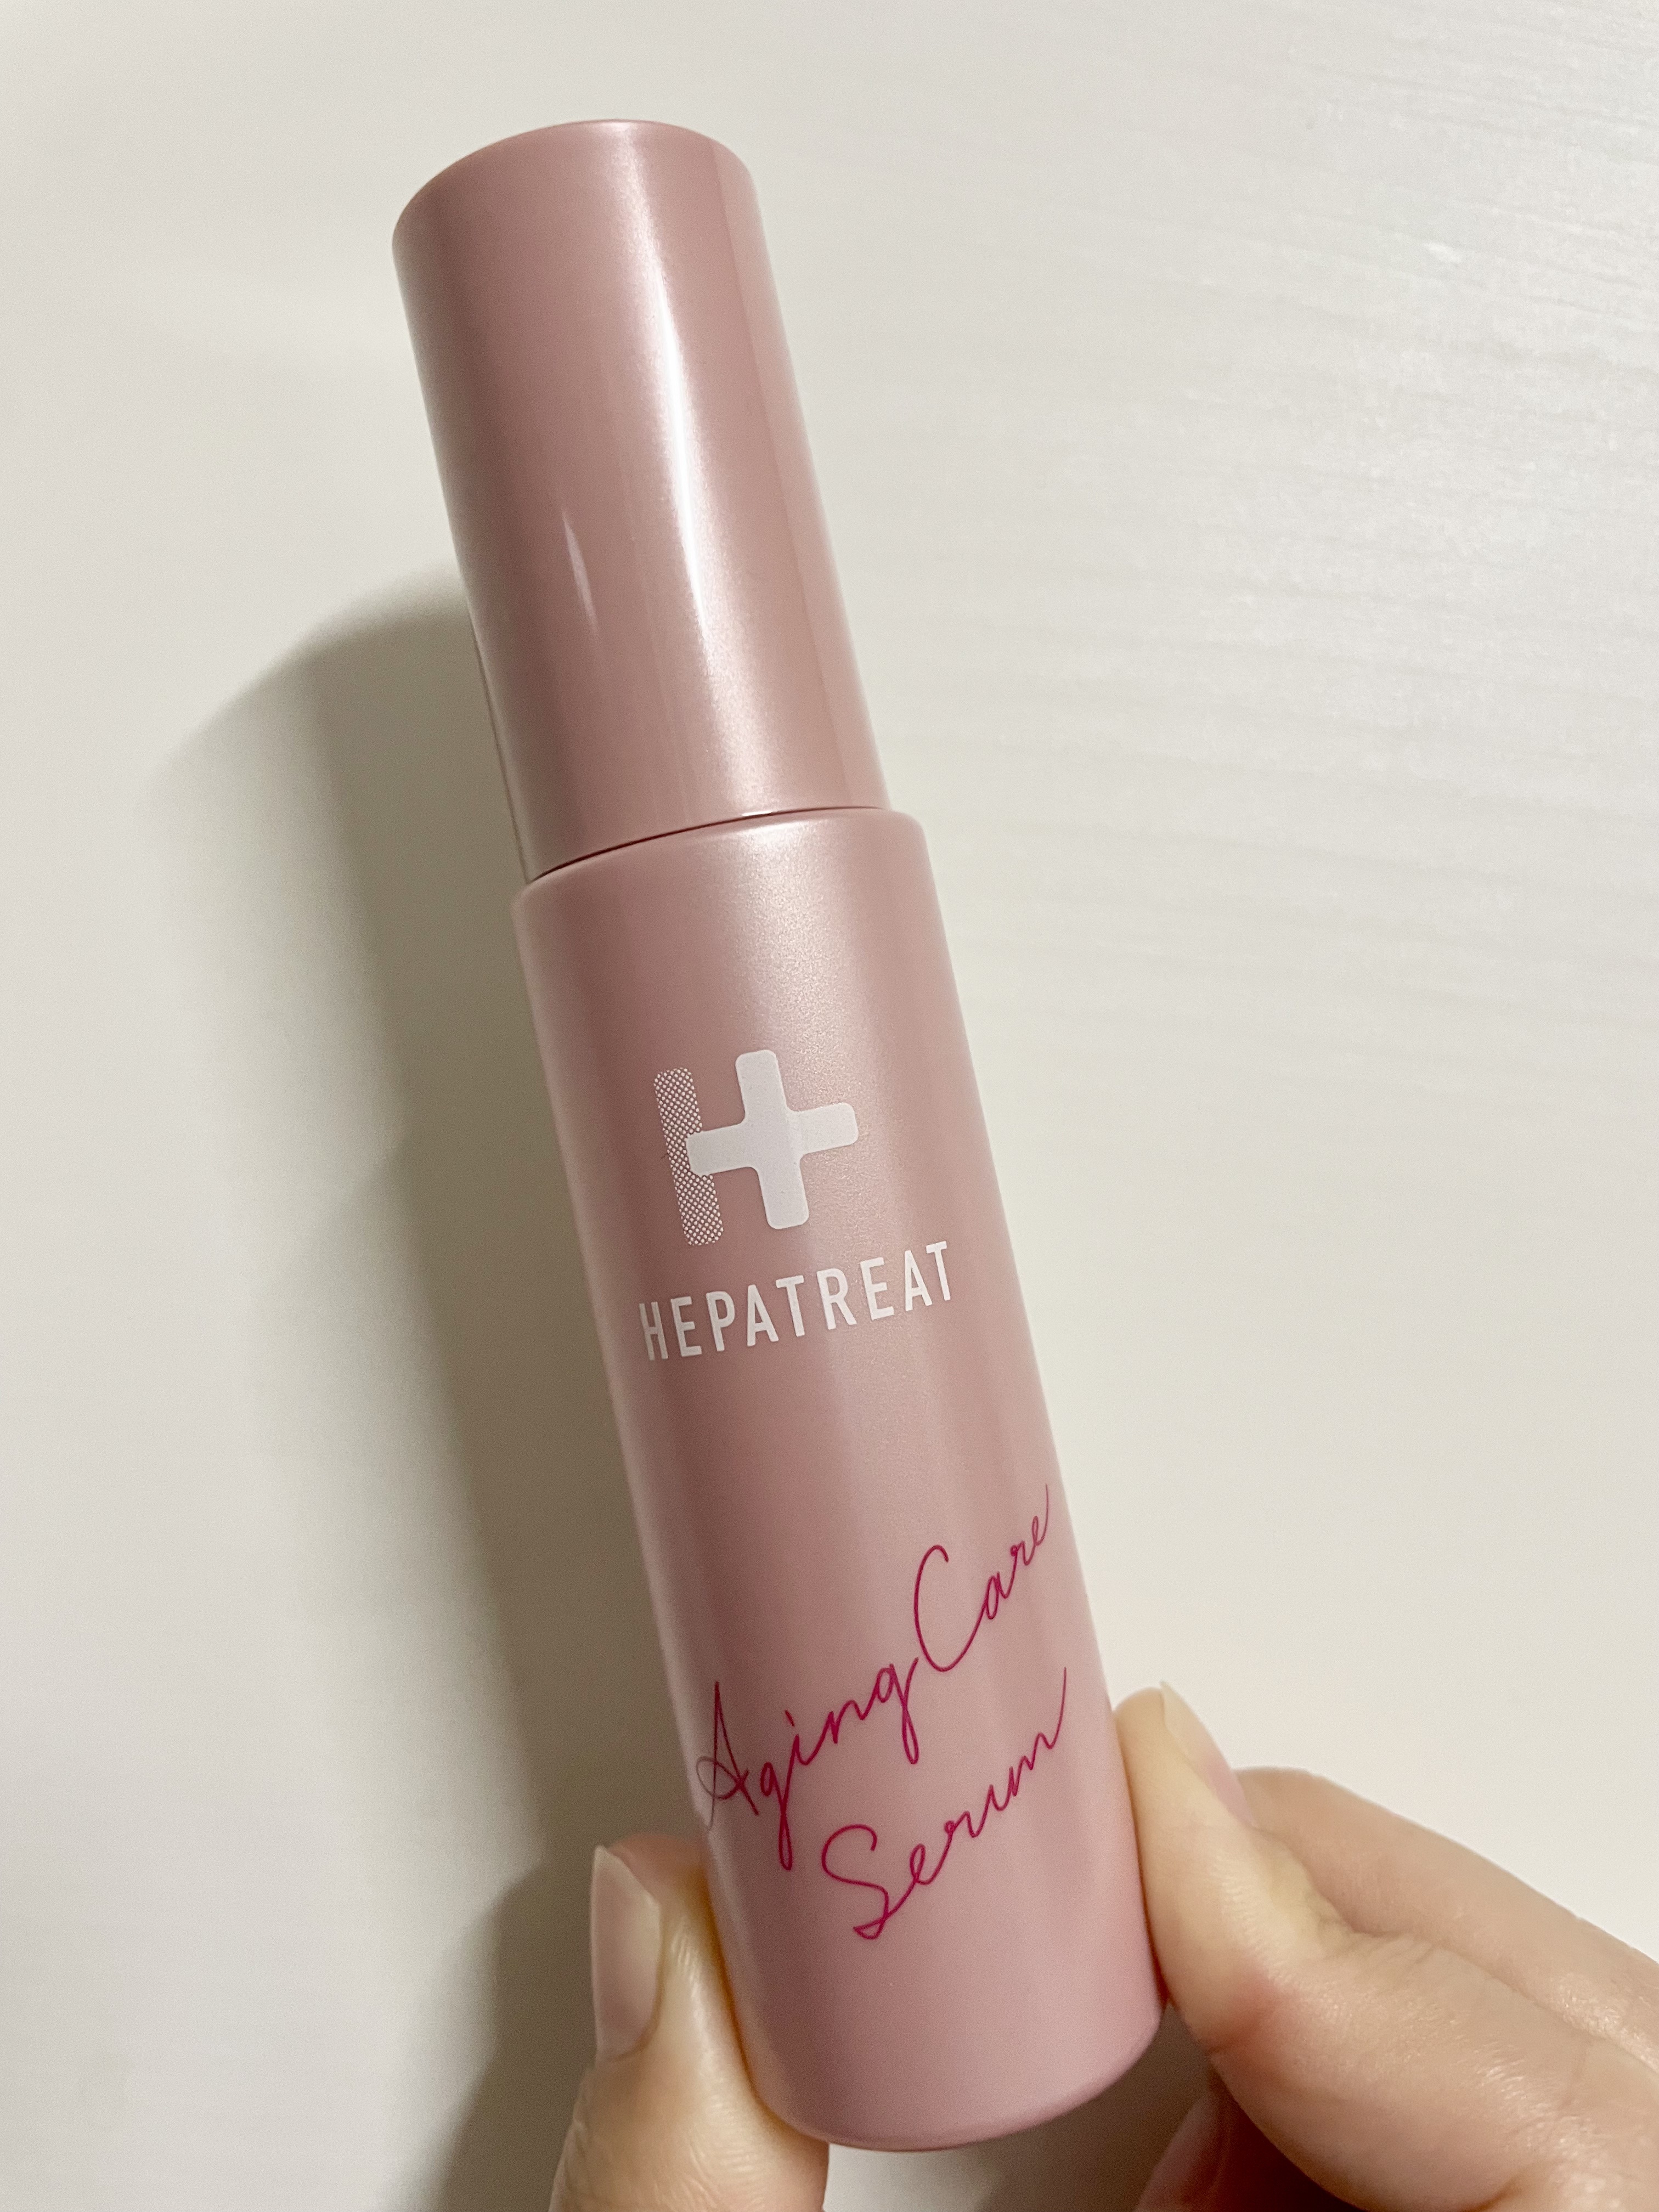 HEPATREAT
Aging Care
Serum